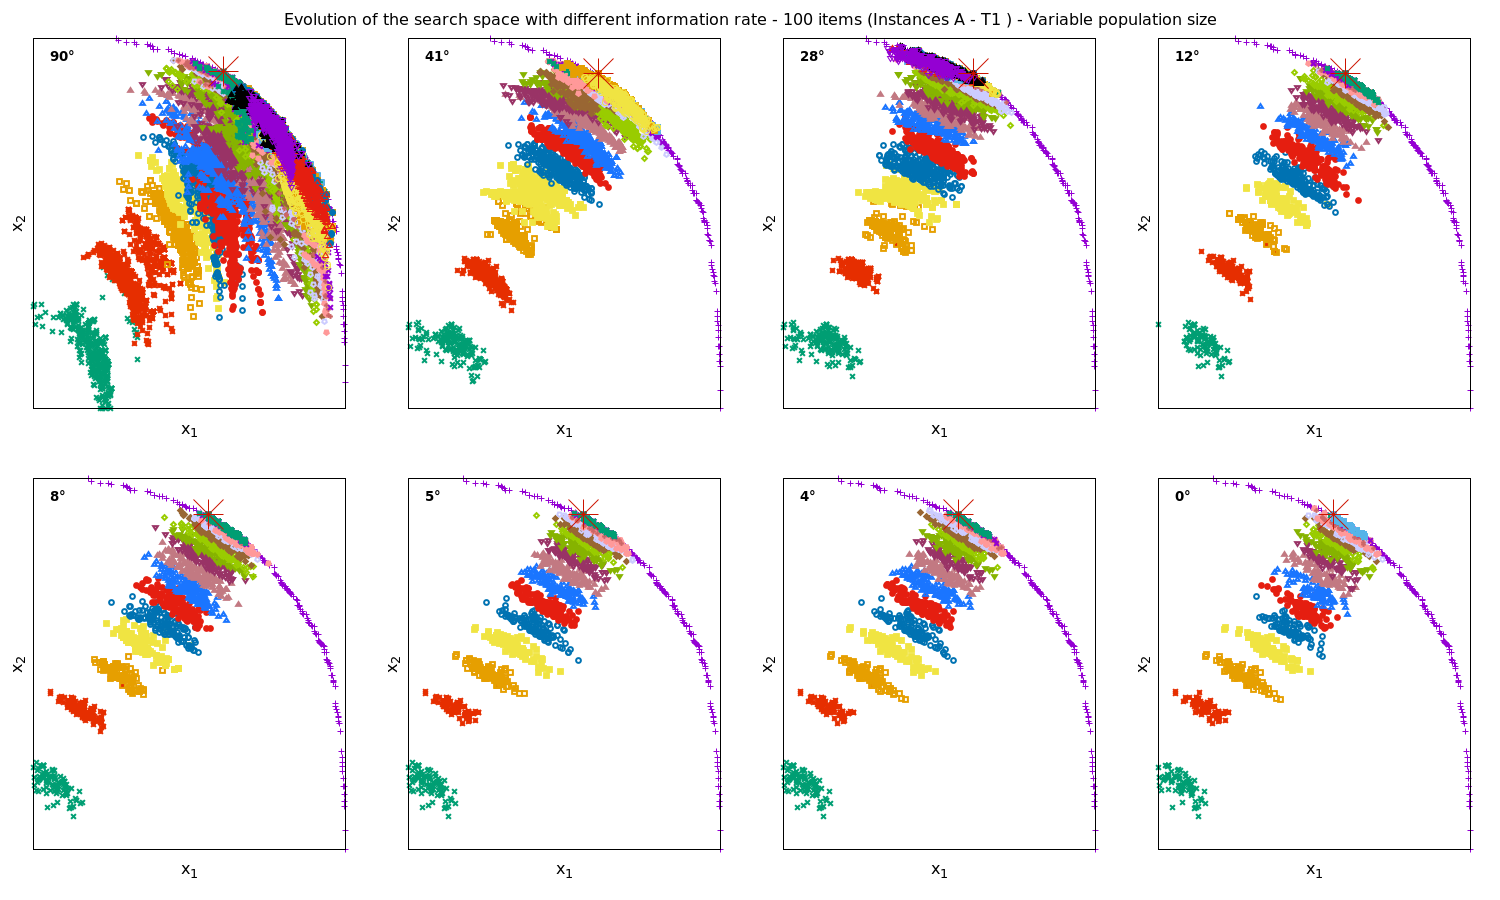 Evolution of the search space with different information rate - 100 items (Instances A - T1 ) - Variable population size
90° 41° 28° 12°
x2 x2 x2 x2
x1 x1 x1 x1
8° 5° 4° 0°
x2 x2 x2 x2
x1 x1 x1 x1